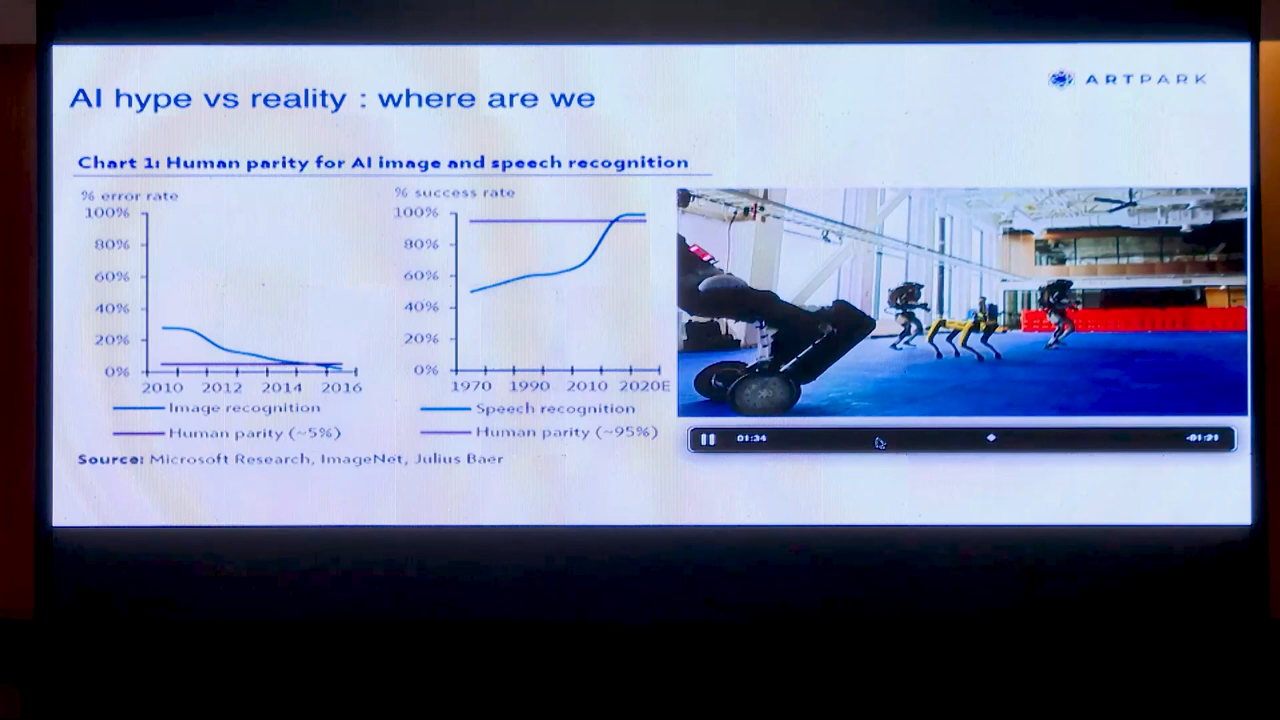 AI hype vs reality : where are we
ARTPARK
Chart 1: Human parity for AI image and speech recognition
% error rate
100%
80%
60%
40%
20%
0%
2010 2012 2014 2016
Image recognition
Human parity (~5%)
% success rate
100%
80%
60%
40%
20%
0%
1970 1990 2010 2020E
Speech recognition
Human parity (~95%)
Source: Microsoft Research, ImageNet, Julius Baer
01:34
-01:21